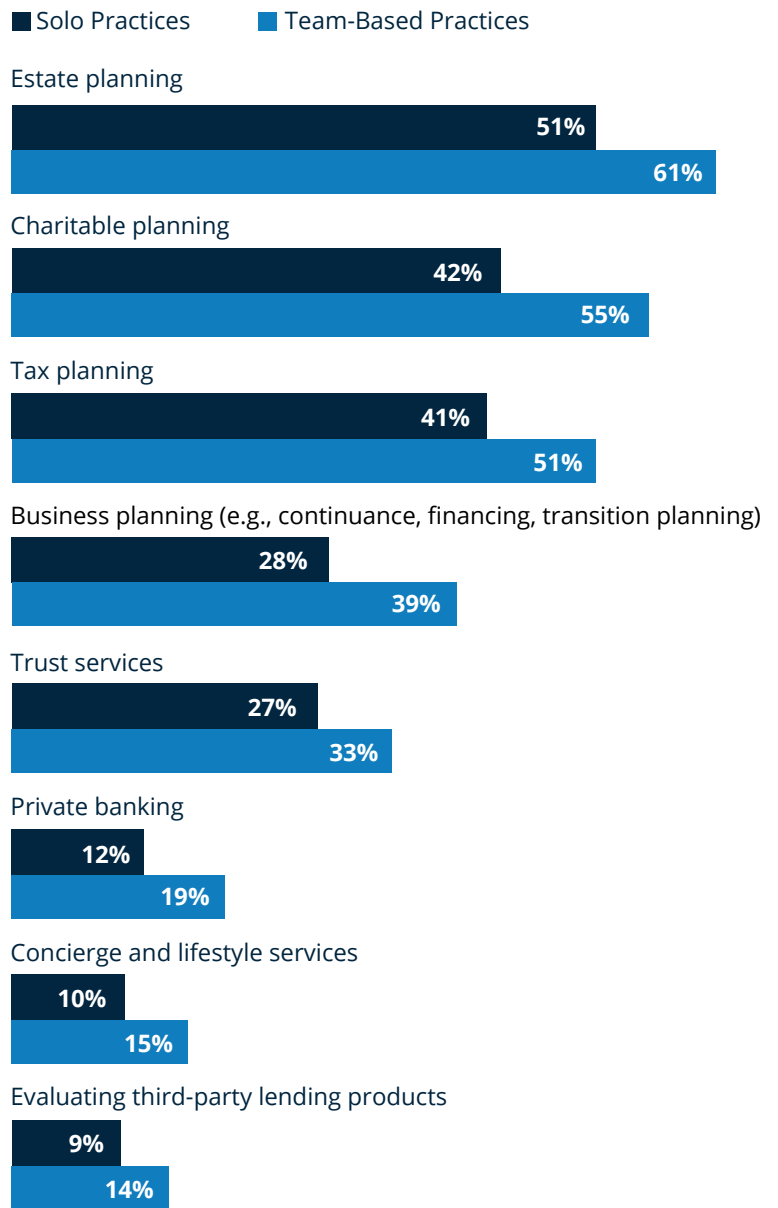 Solo Practices Team-Based Practices
Estate planning
51%
61%
Charitable planning
42%
55%
Tax planning
41%
51%
Business planning (e.g., continuance, financing, transition planning)
28%
39%
Trust services
27%
33%
Private banking
12%
19%
Concierge and lifestyle services
10%
15%
Evaluating third-party lending products
9%
14%